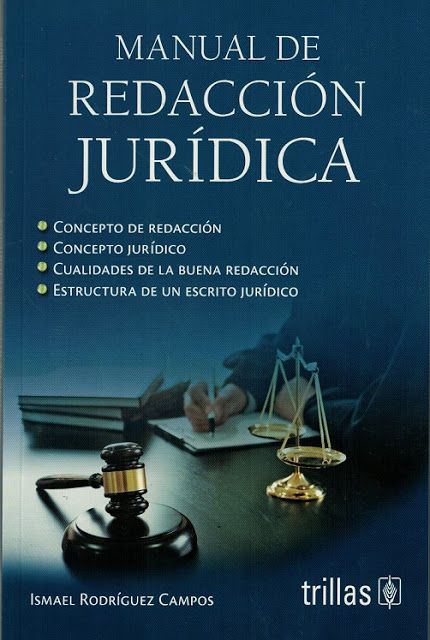 MANUAL DE
REDACCIÓN
JURÍDICA
CONCEPTO DE REDACCIÓN
CONCEPTO JURÍDICO
CUALIDADES DE LA BUENA REDACCIÓN
ESTRUCTURA DE UN ESCRITO JURÍDICO
ISMAEL RODRÍGUEZ CAMPOS
trillas